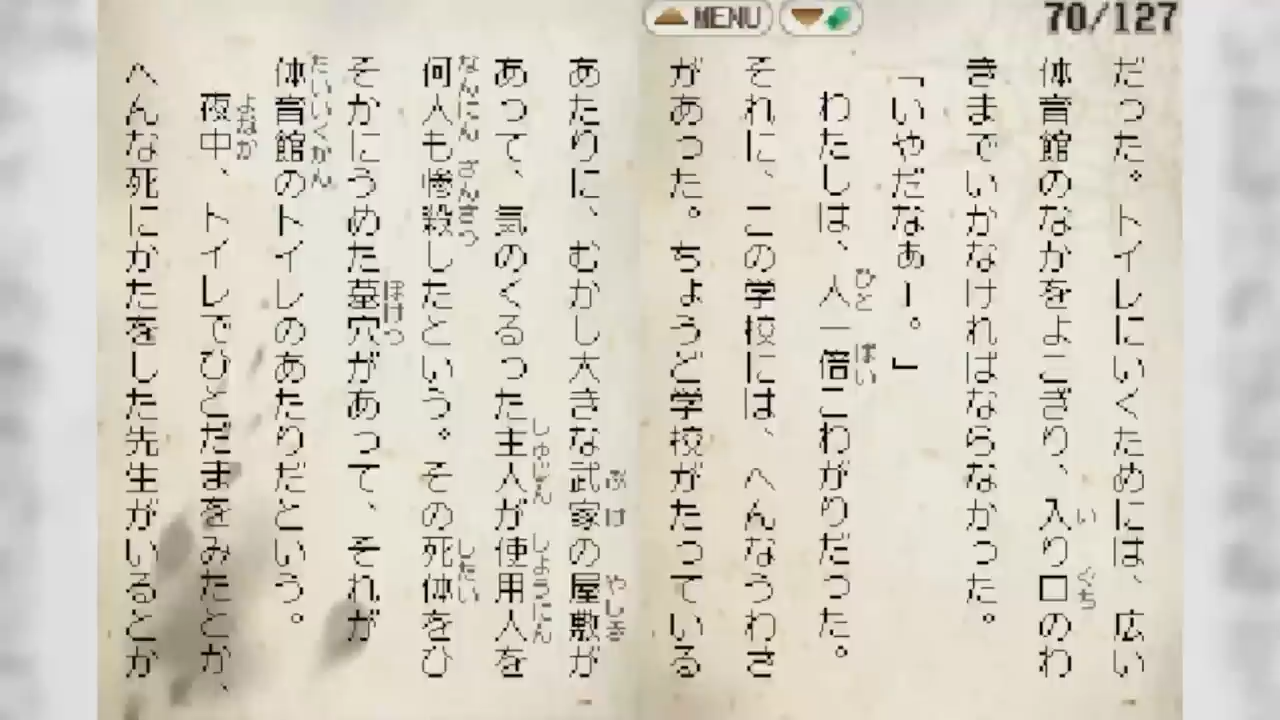 MENU
70/127
だった。トイレにいくためには、広い
体育館のなかをよこぎり、入り口のわ
きまでいかなければならなかった。
「いやだなぁー。」
わたしは、人一倍こわがりだった。
それに、この学校には、へんなうわさ
があった。ちょうど学校がたっている
あたりに、むかし大きな武家の屋敷が
あって、気のくるった主人が使用人を
何人も惨殺したという。その死体をひ
そかにうめた墓穴があって、それが
体育館のトイレのあたりだという。
夜中、トイレでひとだまをみたとか、
へんな死にかたをした先生がいるとか